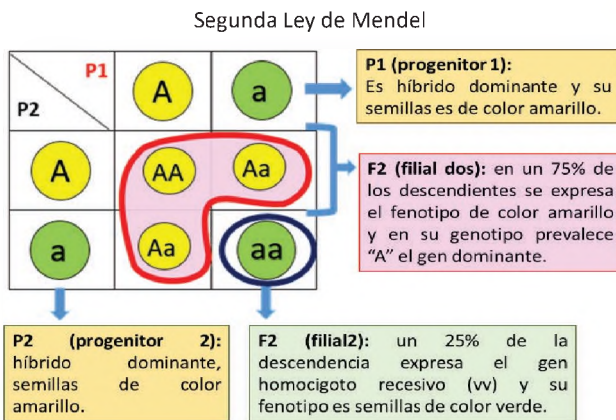 Segunda Ley de Mendel
P1
P2
A
a
P1 (progenitor 1):
Es híbrido dominante y su
semillas es de color amarillo.
A
AA
Aa
F2 (filial dos): en un 75% de
los descendientes se expresa
el fenotipo de color amarillo
y en su genotipo prevalece
“A” el gen dominante.
a
Aa
aa
P2 (progenitor 2):
híbrido dominante,
semillas de color
amarillo.
F2 (filial2): un 25% de la
descendencia expresa el gen
homocigoto recesivo (vv) y su
fenotipo es semillas de color verde.